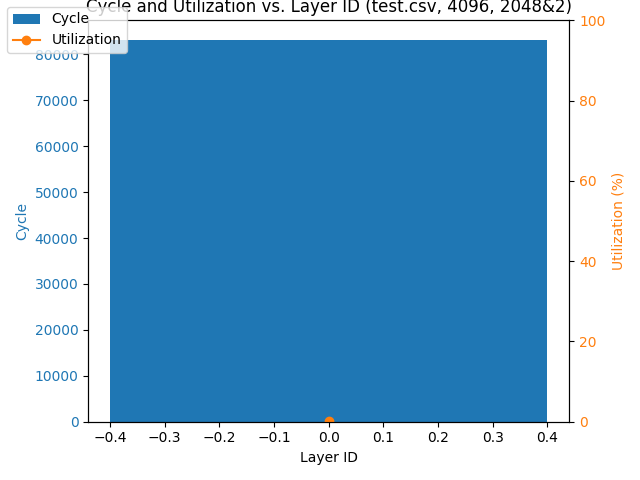 Cycle and Utilization vs. Layer ID (test.csv, 4096, 2048&2)
Cycle
Utilization
80000
70000
60000
50000
40000
30000
20000
10000
0
Cycle
100
80
60
40
20
0
Utilization (%)
−0.4 −0.3 −0.2 −0.1 0.0 0.1 0.2 0.3 0.4
Layer ID